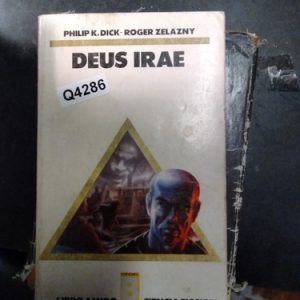 PHILIP K. DICK - ROGER ZELAZNY
DEUS IRAE
Q4286